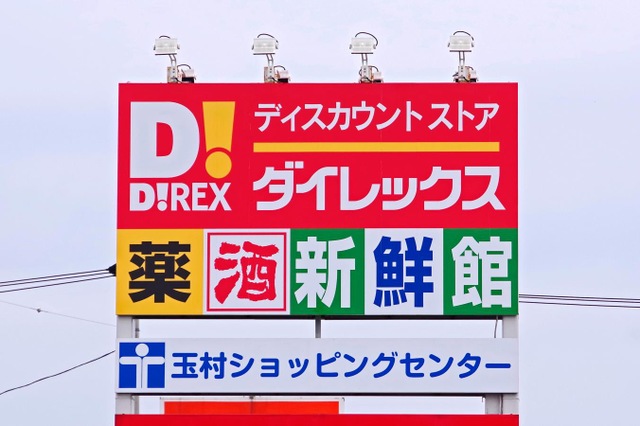 D!
D!REX
ディスカウント ストア
ダイレックス
薬 酒 新 鮮 館
玉村ショッピングセンター